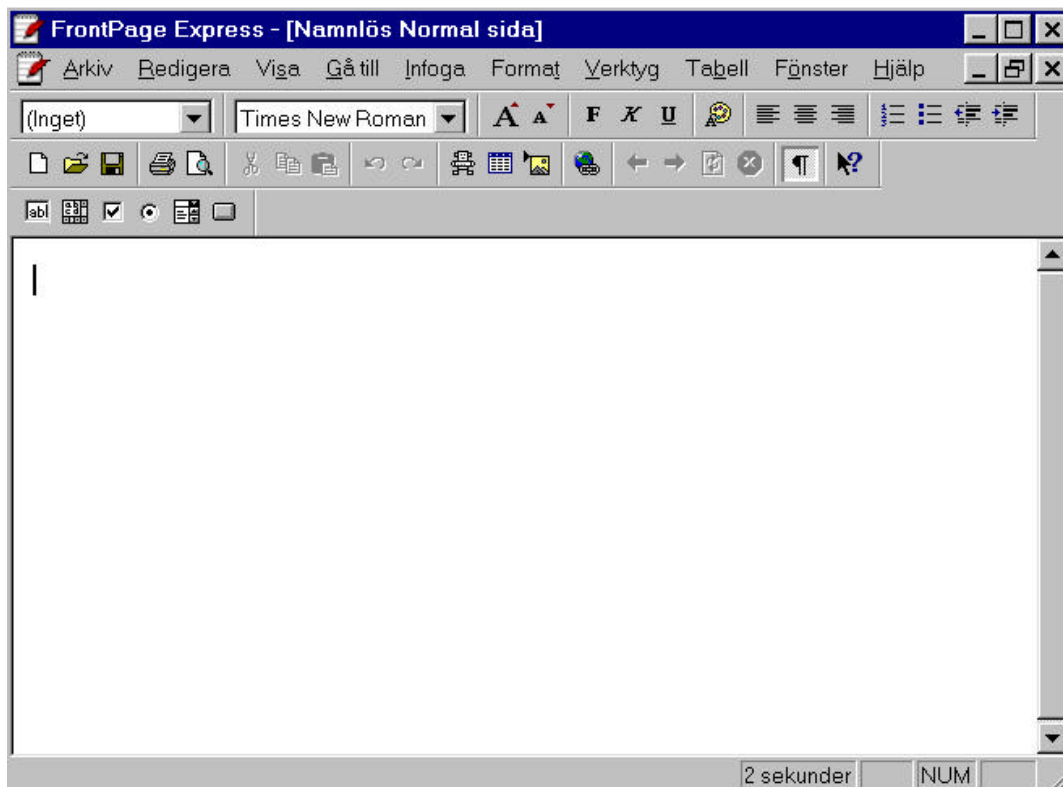 FrontPage Express - [Namnlös Normal sida]
Arkiv Redigera Visa Gå till Infoga Format Verktyg Tabell Fönster Hjälp
(Inget) Times New Roman A A F K U
¶ ?
abl
2 sekunder NUM